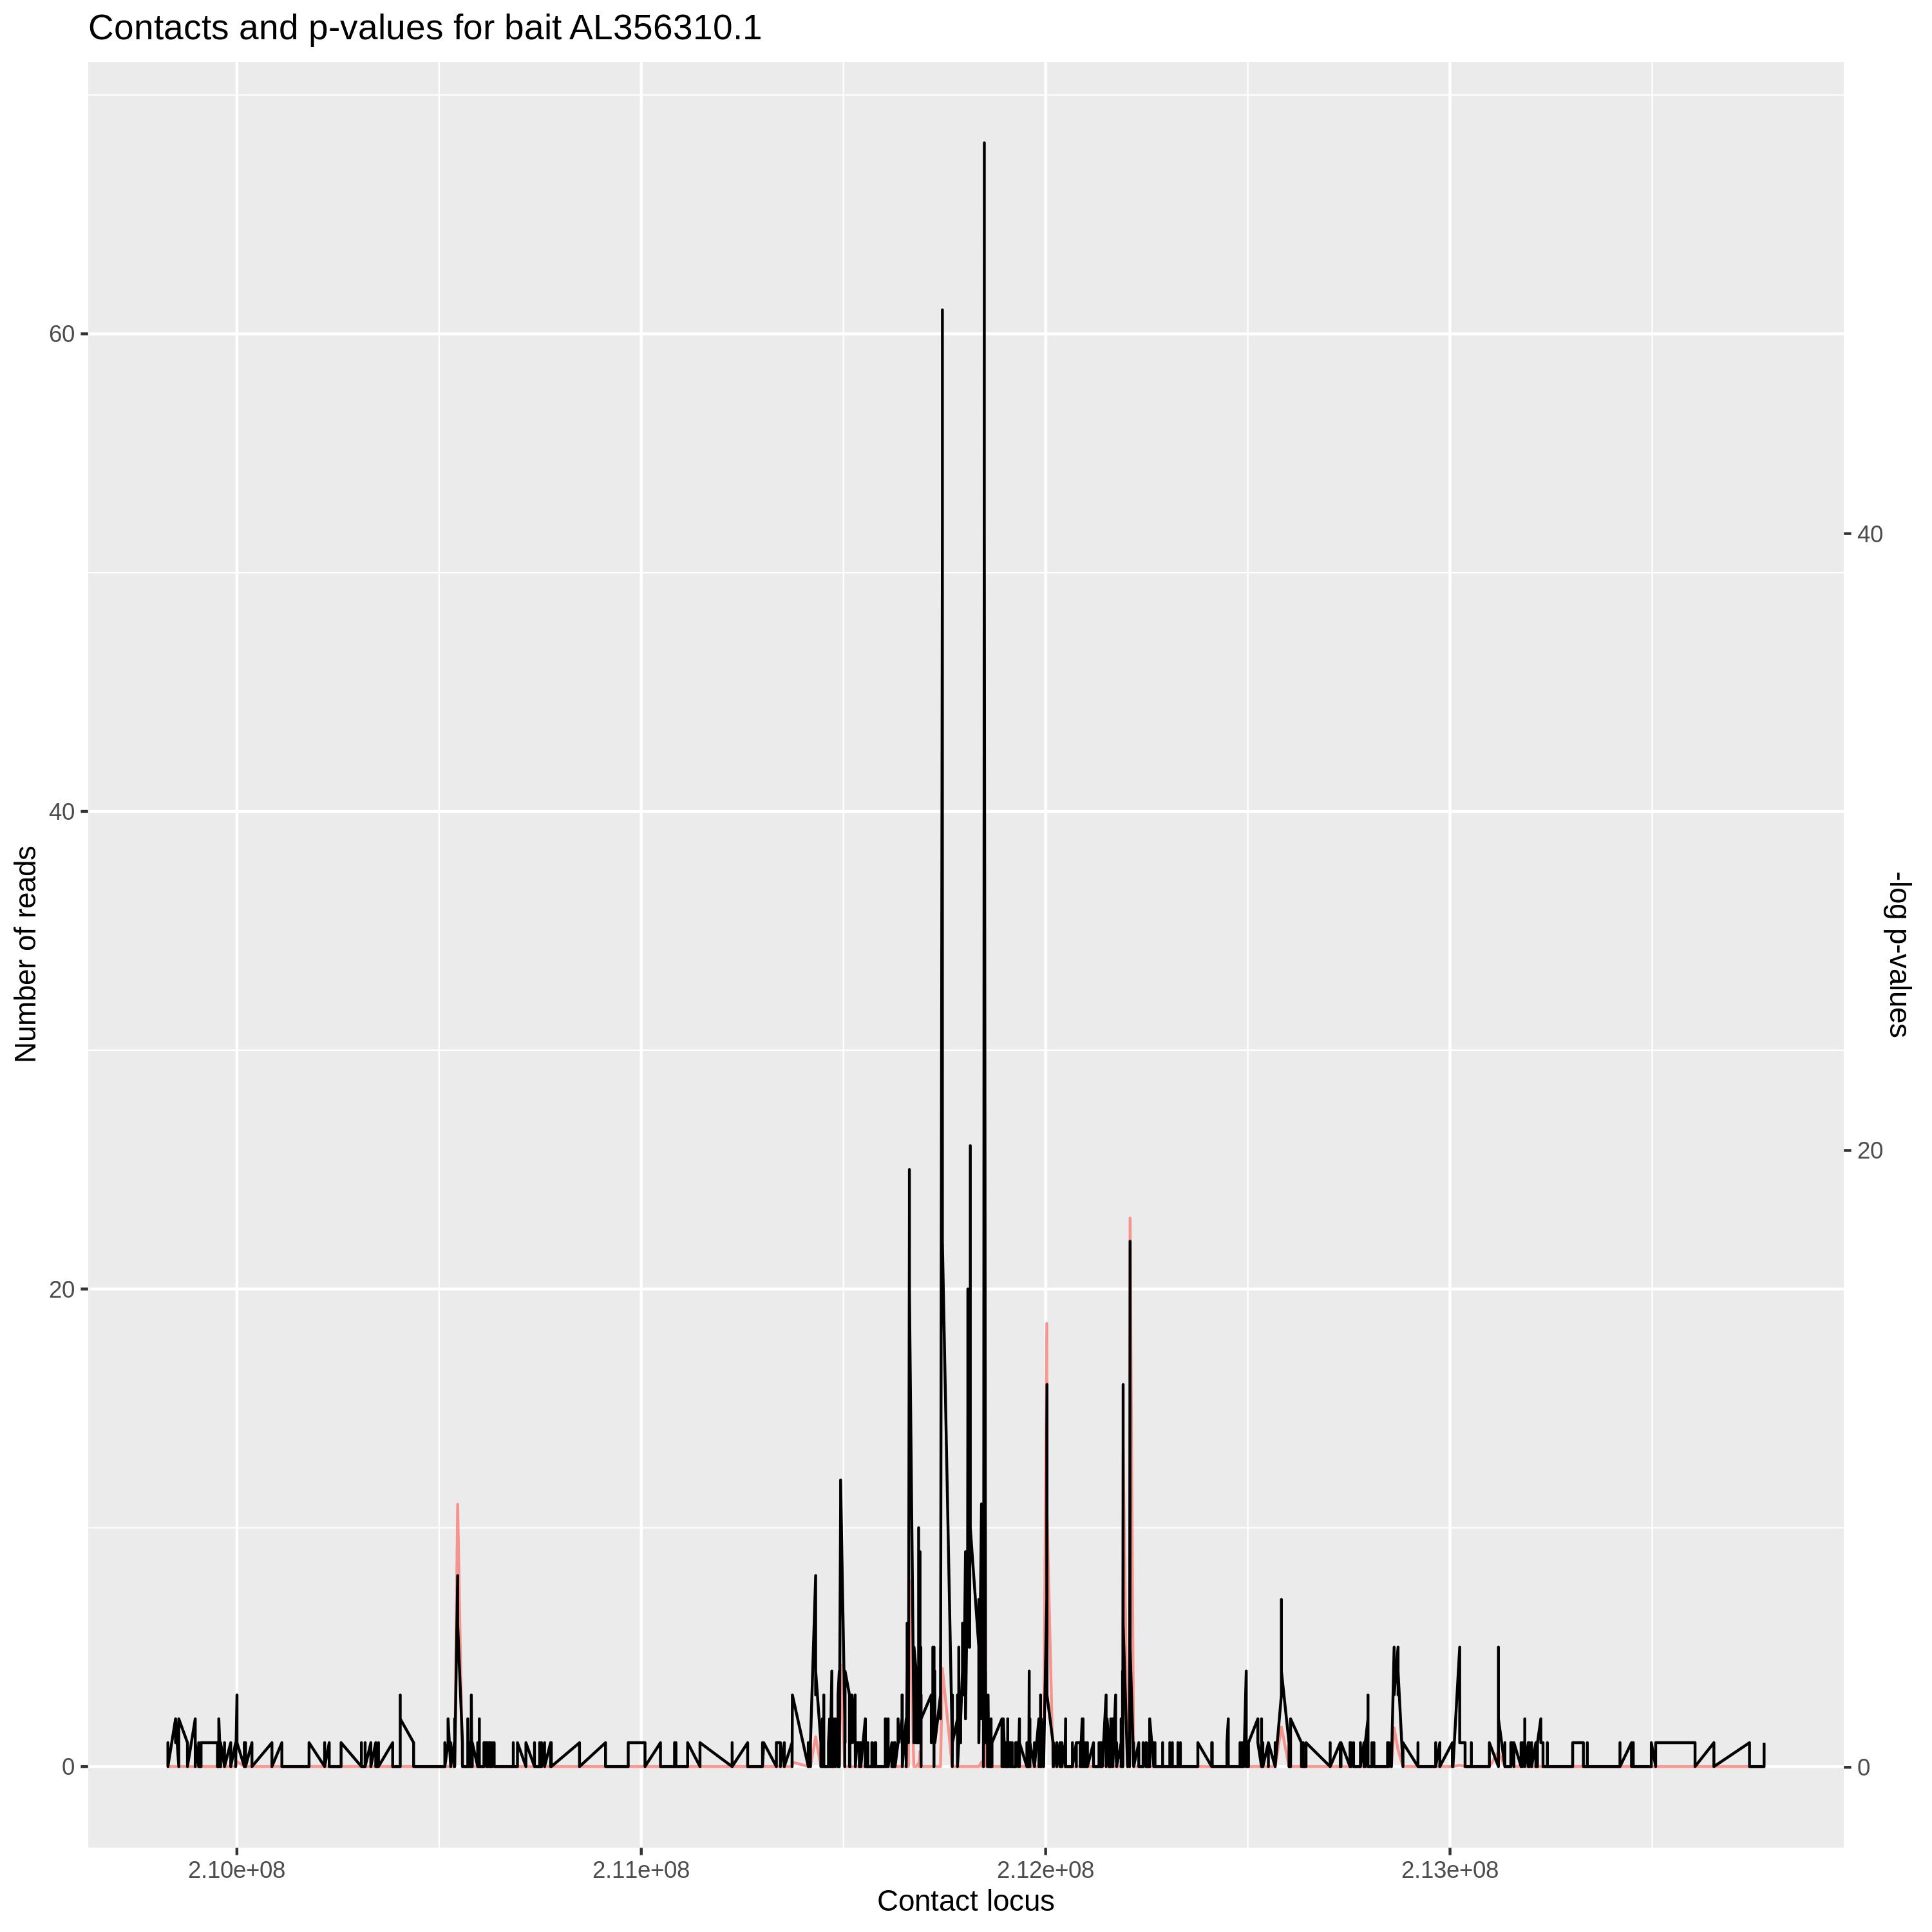 Contacts and p-values for bait AL356310.1
60
40
20
0
Number of reads
40
20
0
-log p-values
2.10e+08
2.11e+08
2.12e+08
2.13e+08
Contact locus